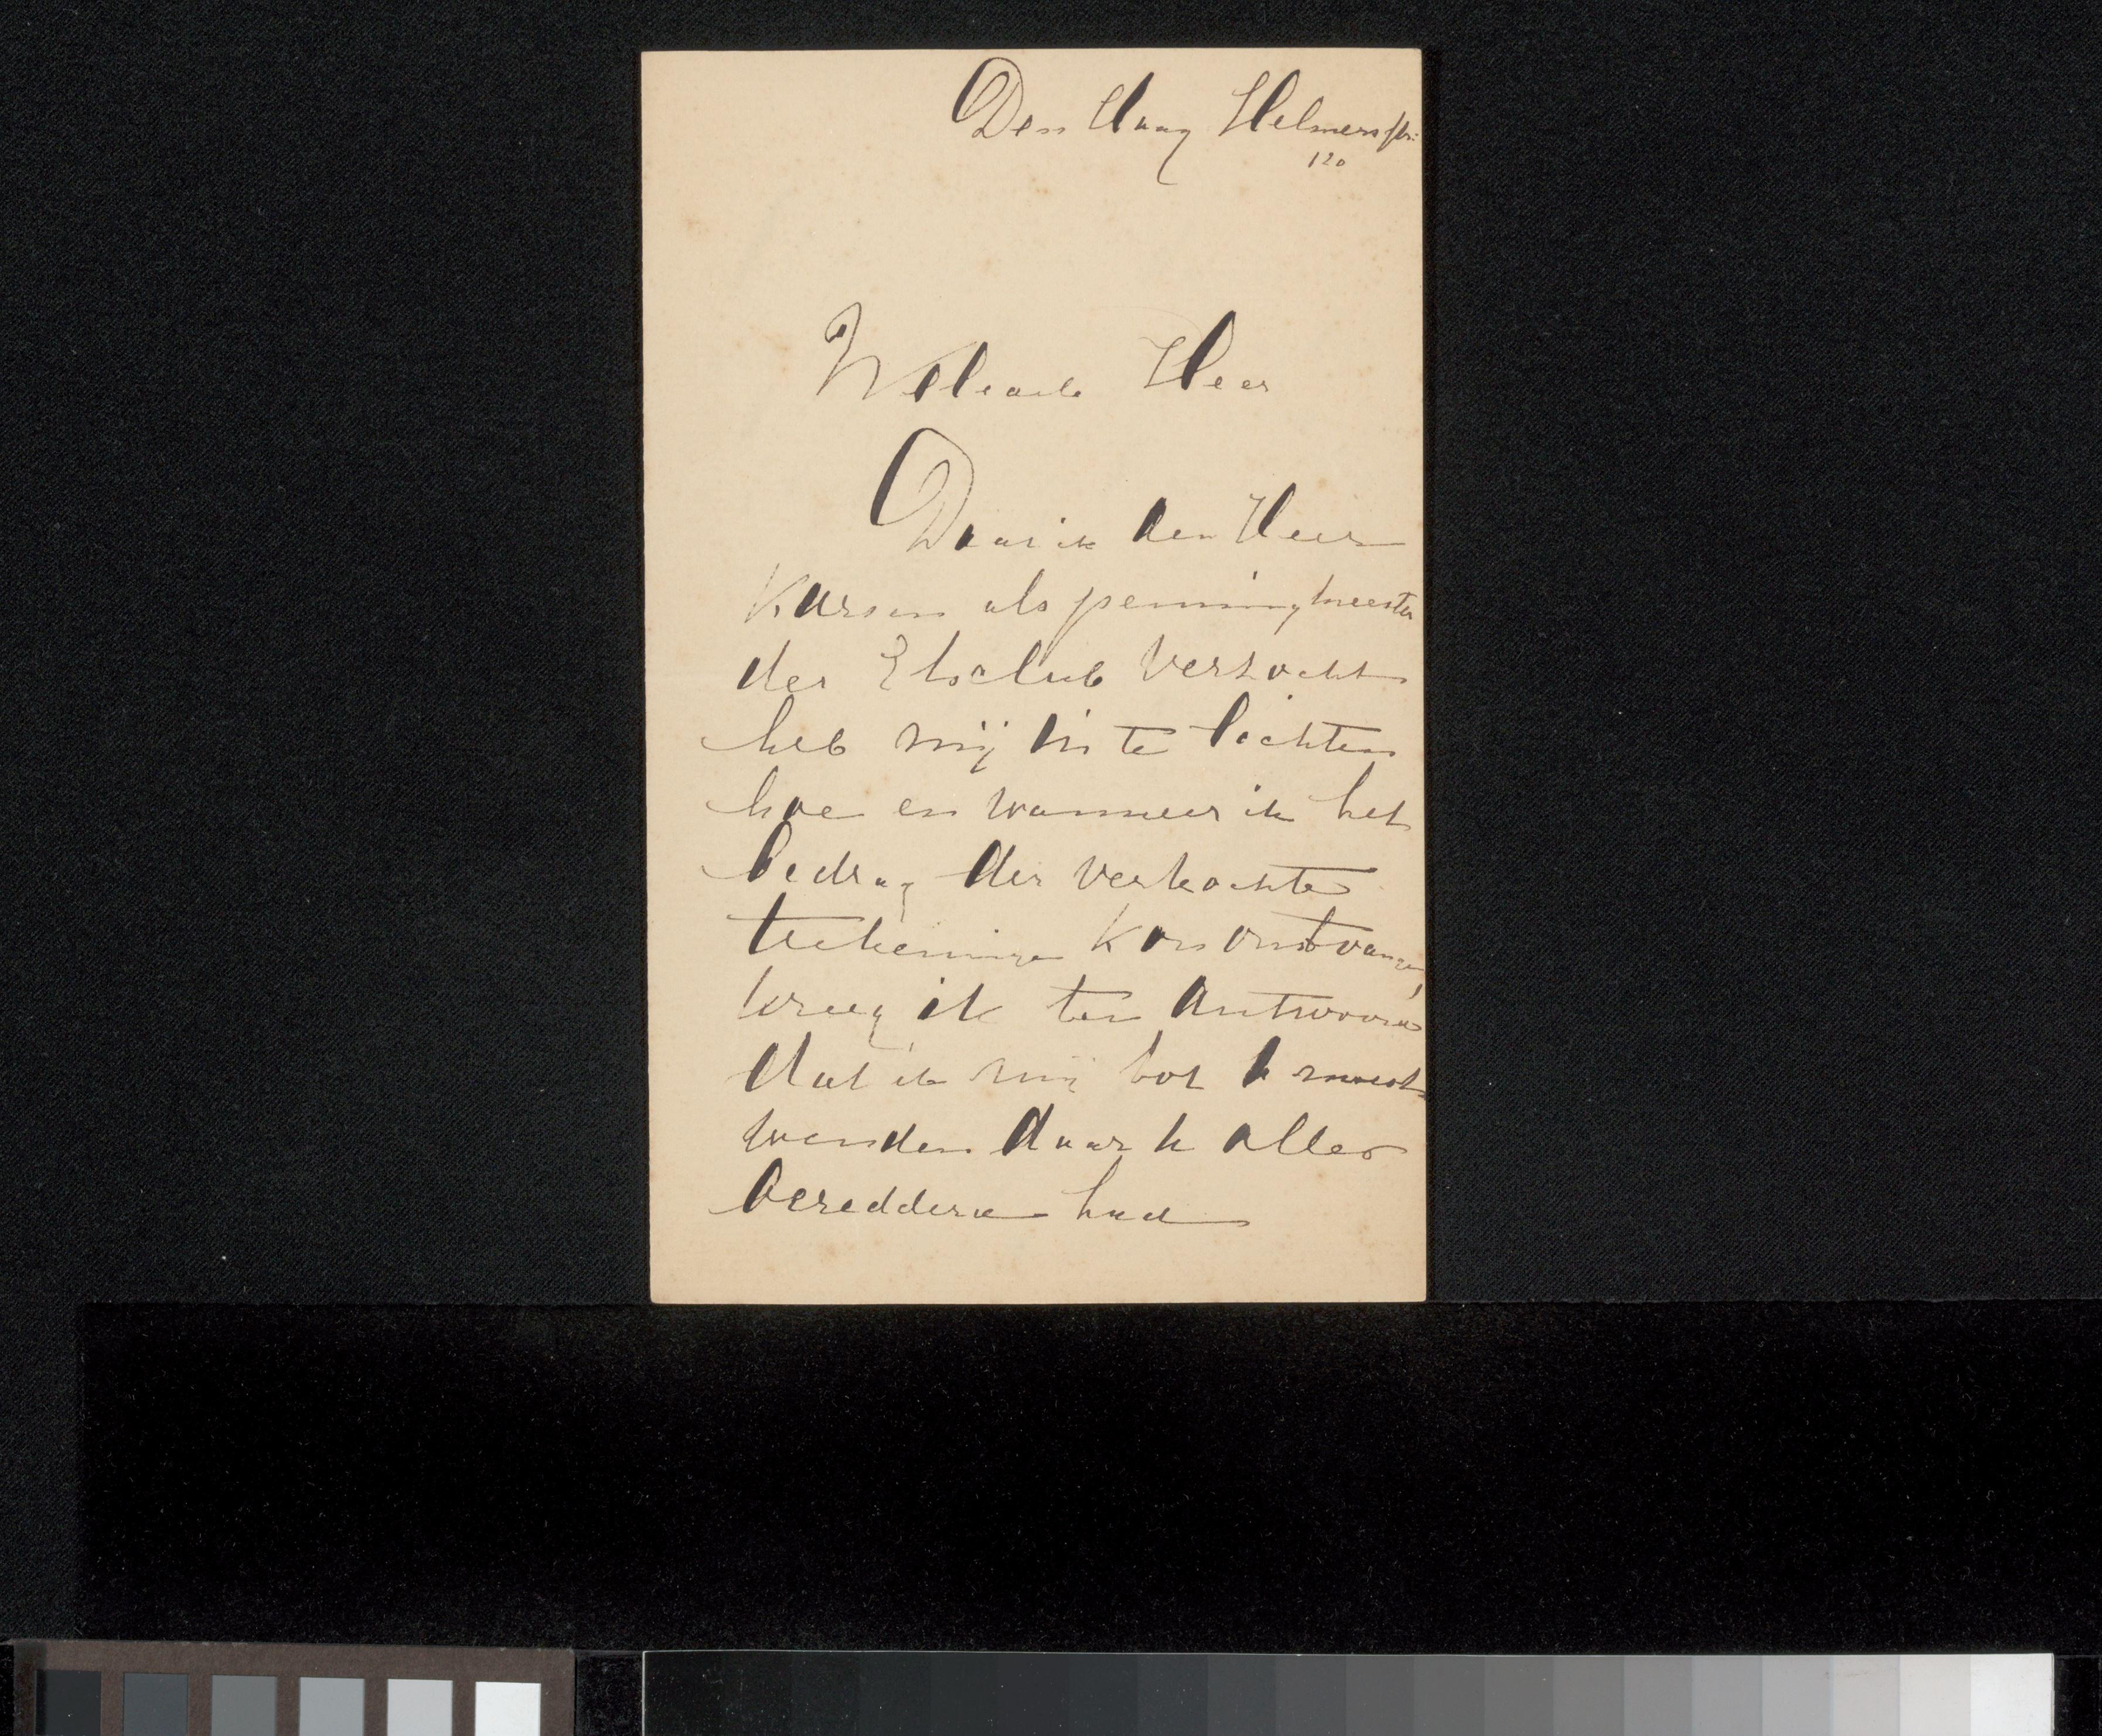 Den Haag Helmersstr:
120
Weledele Heer
Daar ik den Heer
Karsen als penningmeester
der Etsclub verzocht
heb mij in te lichten
hoe en wanneer ik het
bedrag der verkochte
teekeningen kon ontvangen,
kreeg ik ten antwoord
dat ik mij tot U moest
wenden daar U alles
beredderd had